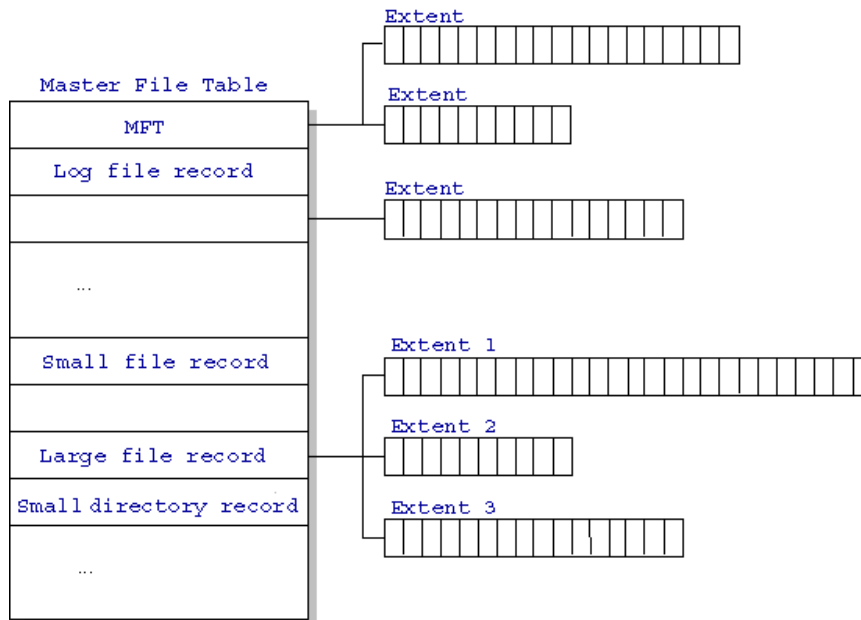 Master File Table
MFT
Log file record
...
Small file record
Large file record
Small directory record
...
Extent
Extent
Extent
Extent 1
Extent 2
Extent 3